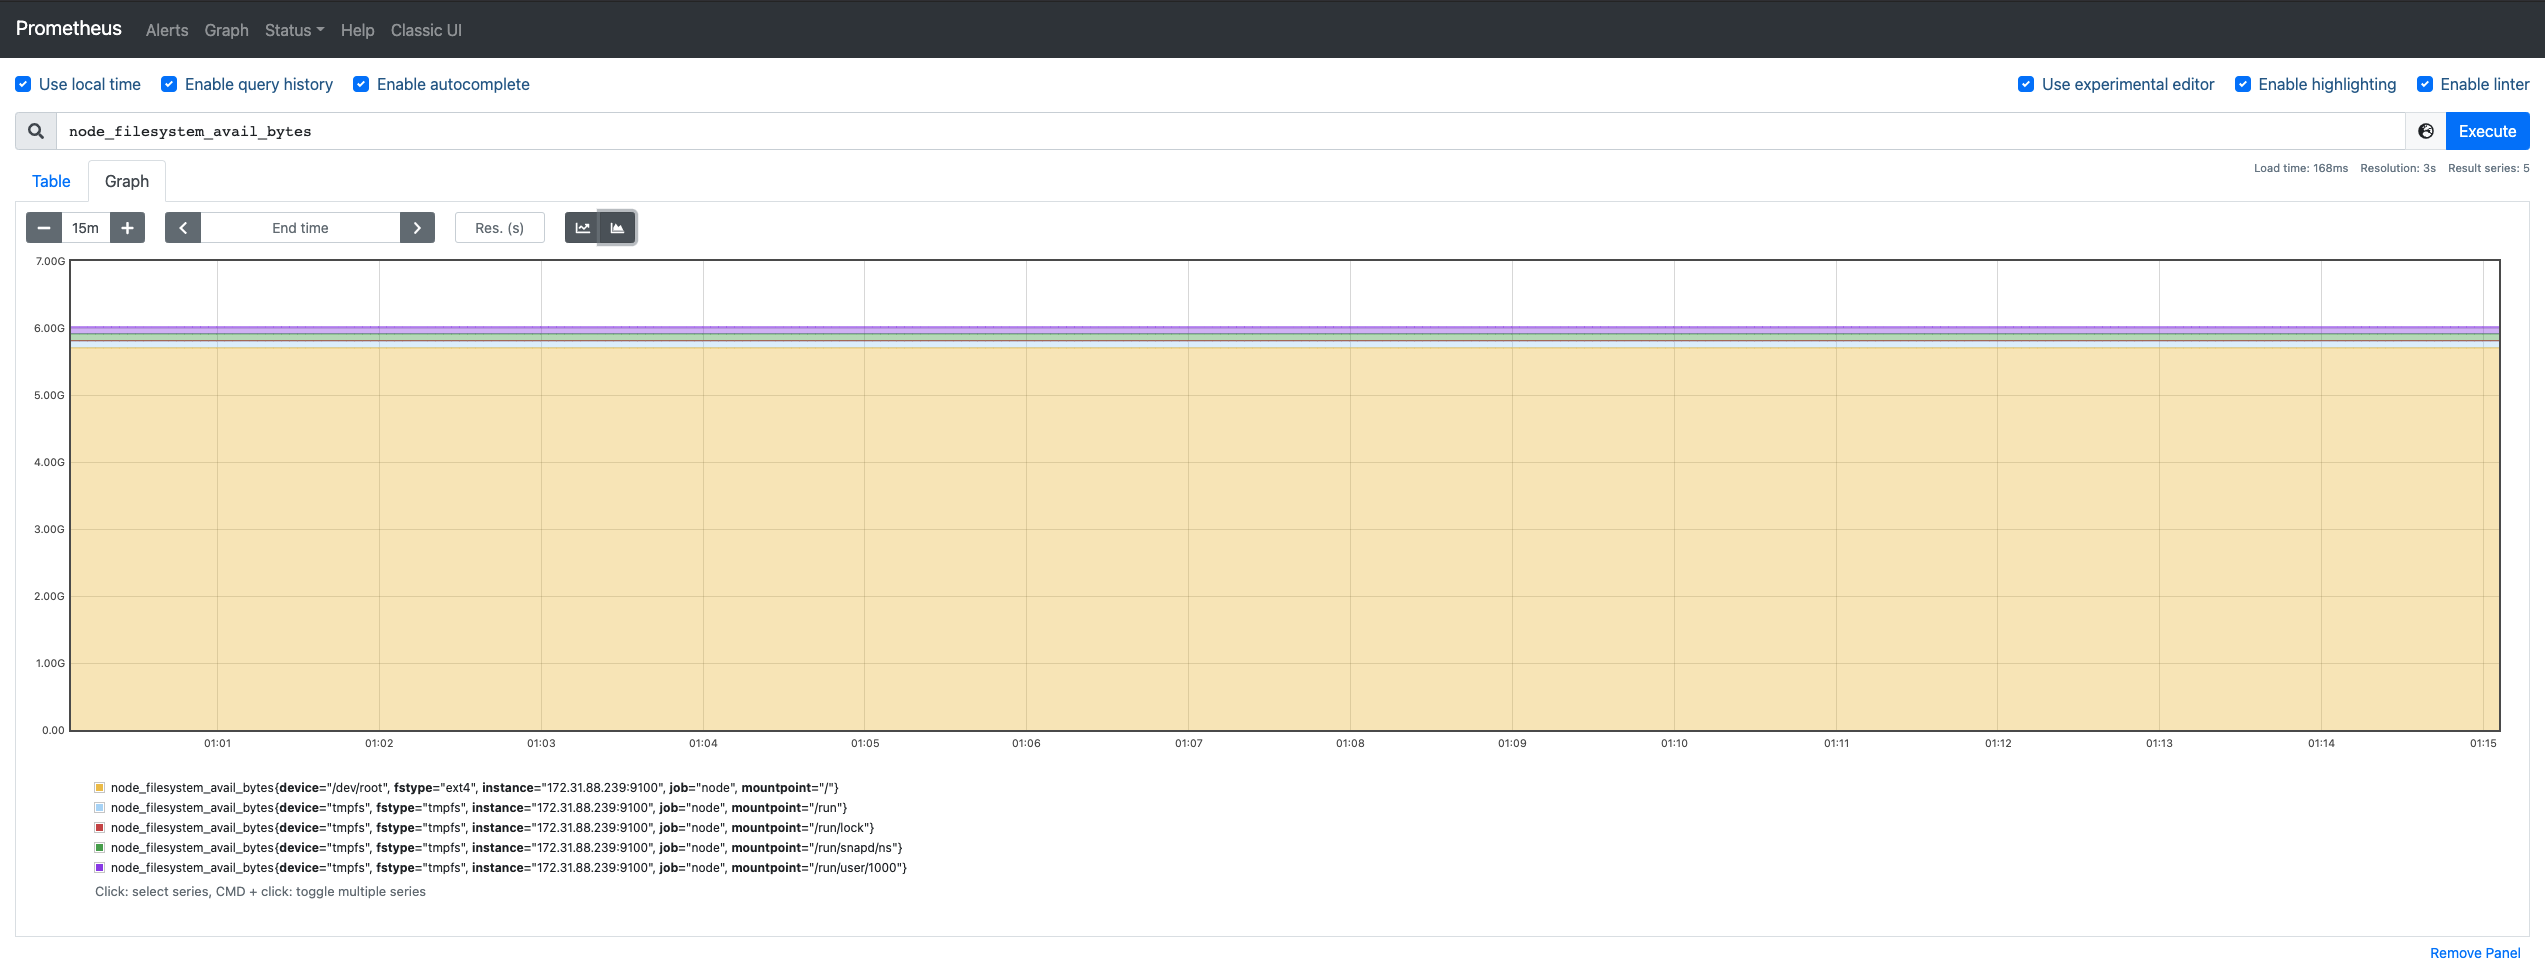 Prometheus Alerts Graph Status Help Classic UI
Use local time Enable query history Enable autocomplete Use experimental editor Enable highlighting Enable linter
node_filesystem_avail_bytes Execute
Load time: 168ms Resolution: 3s Result series: 5
Table Graph
15m End time Res. (s)
7.00G
6.00G
5.00G
4.00G
3.00G
2.00G
1.00G
0.00
01:01 01:02 01:03 01:04 01:05 01:06 01:07 01:08 01:09 01:10 01:11 01:12 01:13 01:14 01:15
node_filesystem_avail_bytes{device="/dev/root", fstype="ext4", instance="172.31.88.239:9100", job="node", mountpoint="/"}
node_filesystem_avail_bytes{device="tmpfs", fstype="tmpfs", instance="172.31.88.239:9100", job="node", mountpoint="/run"}
node_filesystem_avail_bytes{device="tmpfs", fstype="tmpfs", instance="172.31.88.239:9100", job="node", mountpoint="/run/lock"}
node_filesystem_avail_bytes{device="tmpfs", fstype="tmpfs", instance="172.31.88.239:9100", job="node", mountpoint="/run/snapd/ns"}
node_filesystem_avail_bytes{device="tmpfs", fstype="tmpfs", instance="172.31.88.239:9100", job="node", mountpoint="/run/user/1000"}
Click: select series, CMD + click: toggle multiple series
Remove Panel